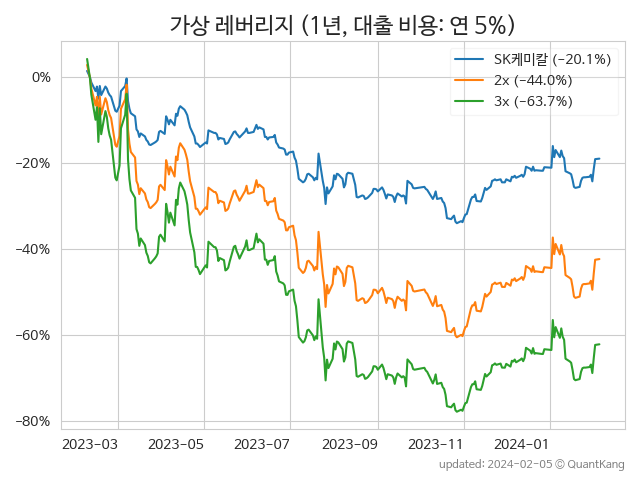 가상 레버리지 (1년, 대출 비용: 연 5%)
SK케미칼 (−20.1%)
2x (−44.0%)
3x (−63.7%)
0%
−20%
−40%
−60%
−80%
2023−03 2023−05 2023−07 2023−09 2023−11 2024−01
updated: 2024−02−05 © QuantKang